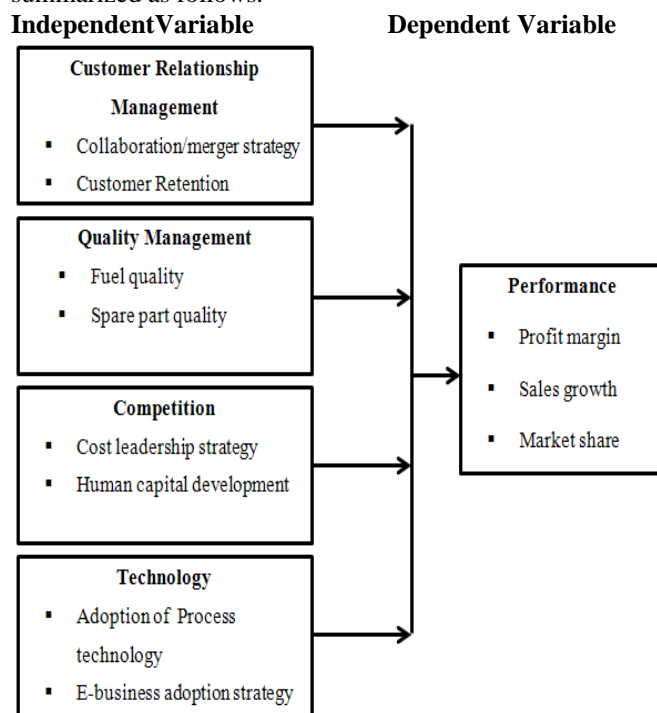 summarized as follows.
IndependentVariable Dependent Variable
Customer Relationship
Management
▪ Collaboration/merger strategy
▪ Customer Retention
Quality Management
▪ Fuel quality
▪ Spare part quality
Competition
▪ Cost leadership strategy
▪ Human capital development
Technology
▪ Adoption of Process
technology
▪ E-business adoption strategy
Performance
▪ Profit margin
▪ Sales growth
▪ Market share